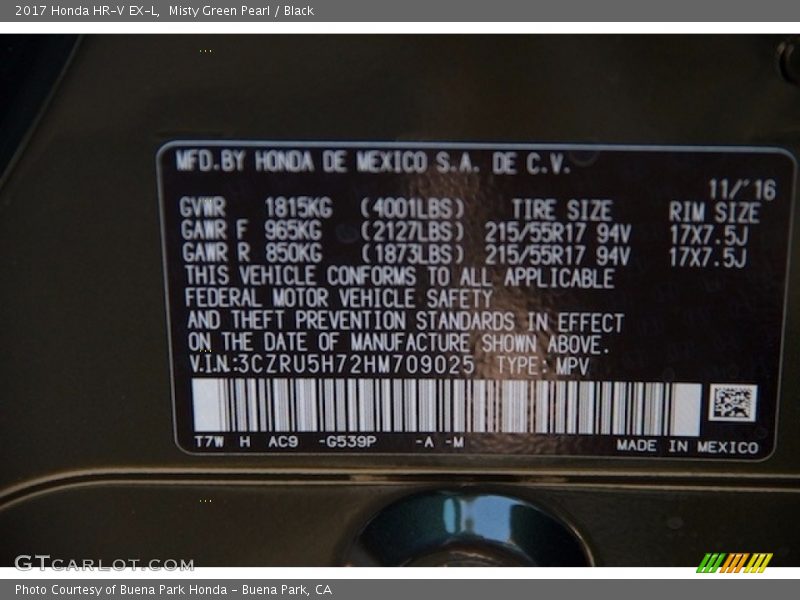 2017 Honda HR-V EX-L, Misty Green Pearl / Black
MFD.BY HONDA DE MEXICO S.A. DE C.V.
11/'16
GVWR 1815KG (4001LBS) TIRE SIZE RIM SIZE
GAWR F 965KG (2127LBS) 215/55R17 94V 17X7.5J
GAWR R 850KG (1873LBS) 215/55R17 94V 17X7.5J
THIS VEHICLE CONFORMS TO ALL APPLICABLE
FEDERAL MOTOR VEHICLE SAFETY
AND THEFT PREVENTION STANDARDS IN EFFECT
ON THE DATE OF MANUFACTURE SHOWN ABOVE.
V.I.N:3CZRU5H72HM709025 TYPE: MPV
T7W H AC9 -G539P -A -M MADE IN MEXICO
GTCARLOT.COM
Photo Courtesy of Buena Park Honda - Buena Park, CA